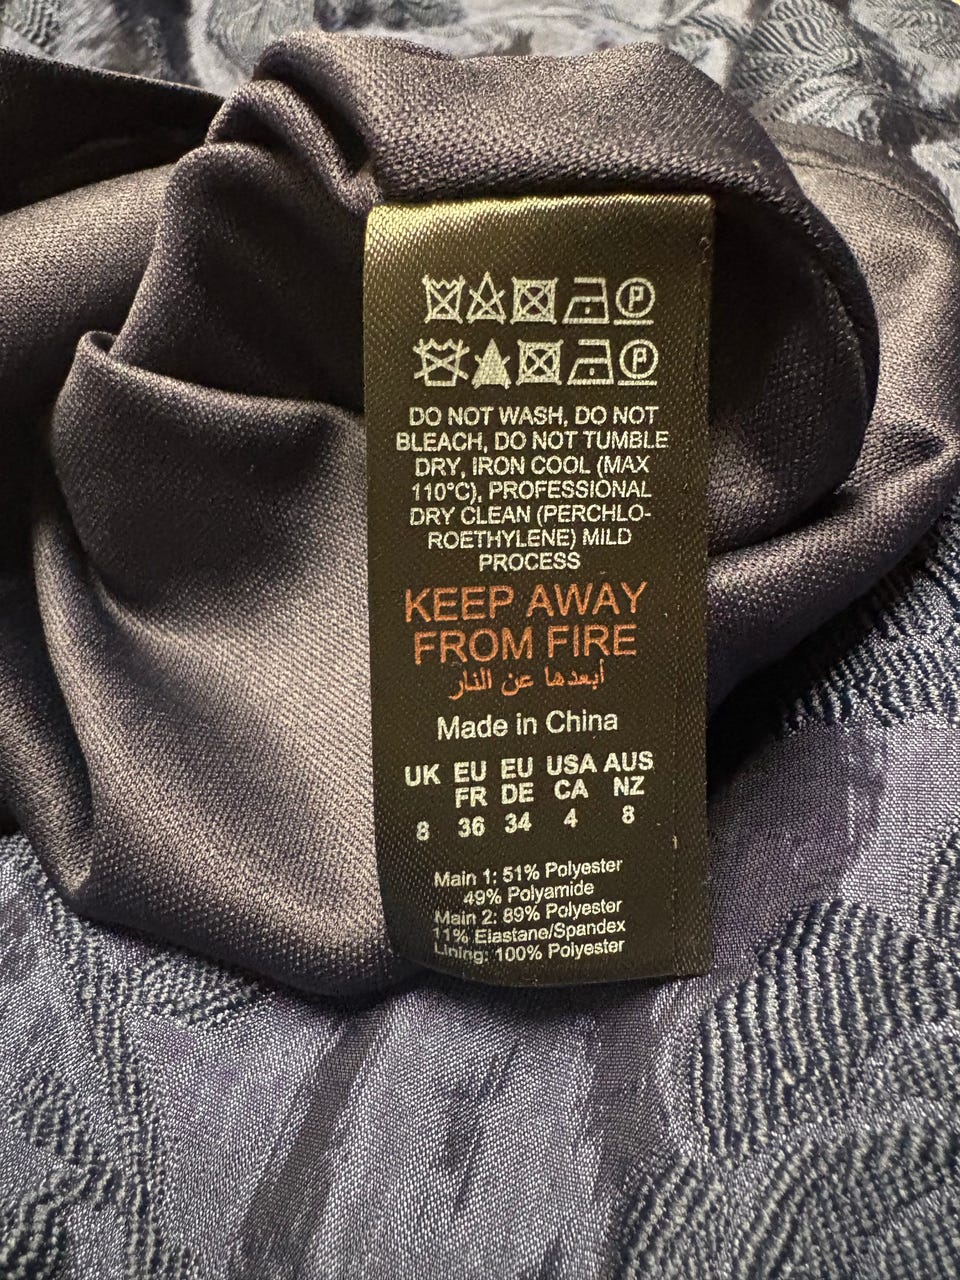 DO NOT WASH, DO NOT
BLEACH, DO NOT TUMBLE
DRY, IRON COOL (MAX
110°C), PROFESSIONAL
DRY CLEAN (PERCHLO-
ROETHYLENE) MILD
PROCESS
KEEP AWAY
FROM FIRE
أبعدها عن النار
Made in China
UK EU EU USA AUS
FR DE CA NZ
8 36 34 4 8
Main 1: 51% Polyester
49% Polyamide
Main 2: 89% Polyester
11% Elastane/Spandex
Lining: 100% Polyester